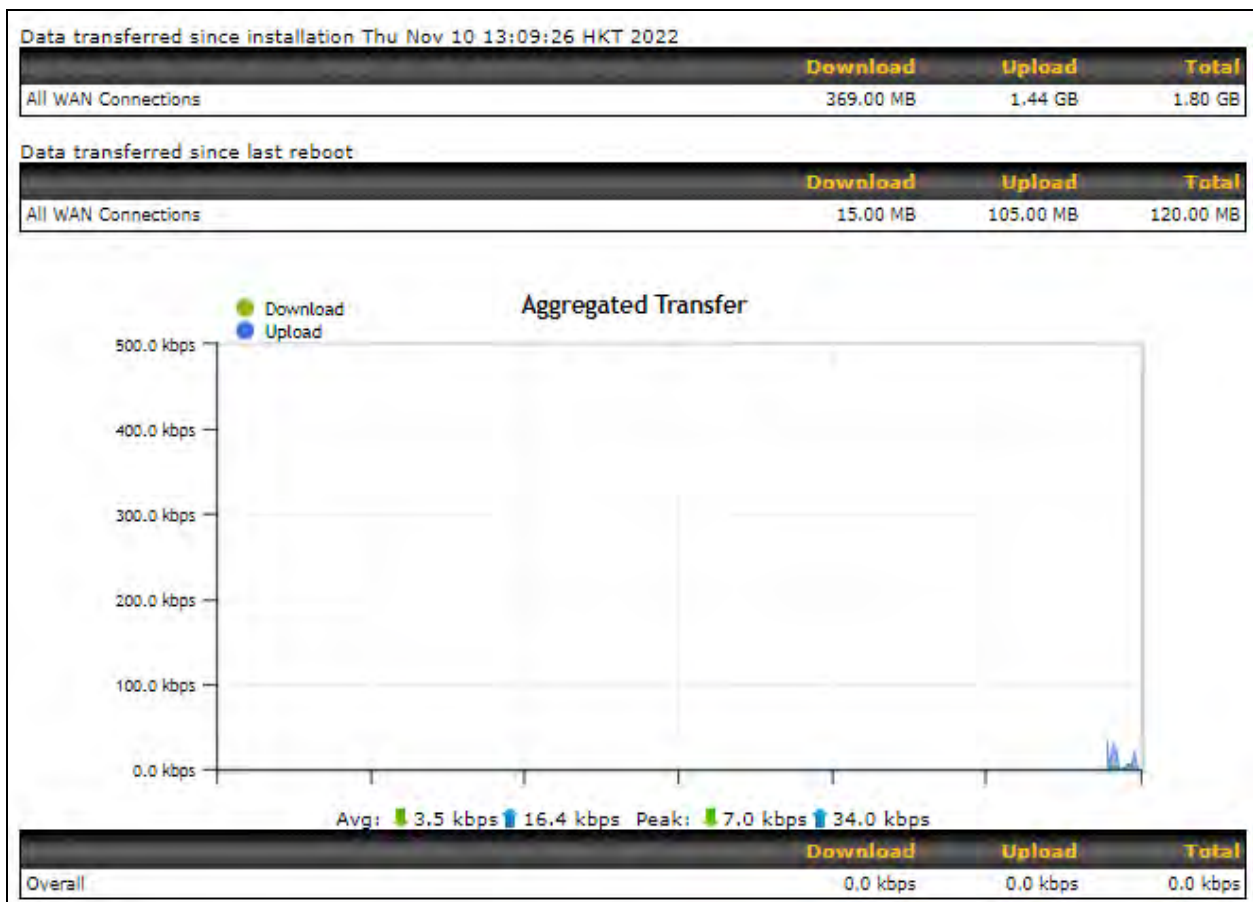 Data transferred since installation Thu Nov 10 13:09:26 HKT 2022
Download Upload Total
All WAN Connections 369.00 MB 1.44 GB 1.80 GB
Data transferred since last reboot
Download Upload Total
All WAN Connections 15.00 MB 105.00 MB 120.00 MB
Aggregated Transfer
Download
Upload
500.0 kbps
400.0 kbps
300.0 kbps
200.0 kbps
100.0 kbps
0.0 kbps
Avg: 3.5 kbps 16.4 kbps Peak: 7.0 kbps 34.0 kbps
Download Upload Total
Overall 0.0 kbps 0.0 kbps 0.0 kbps